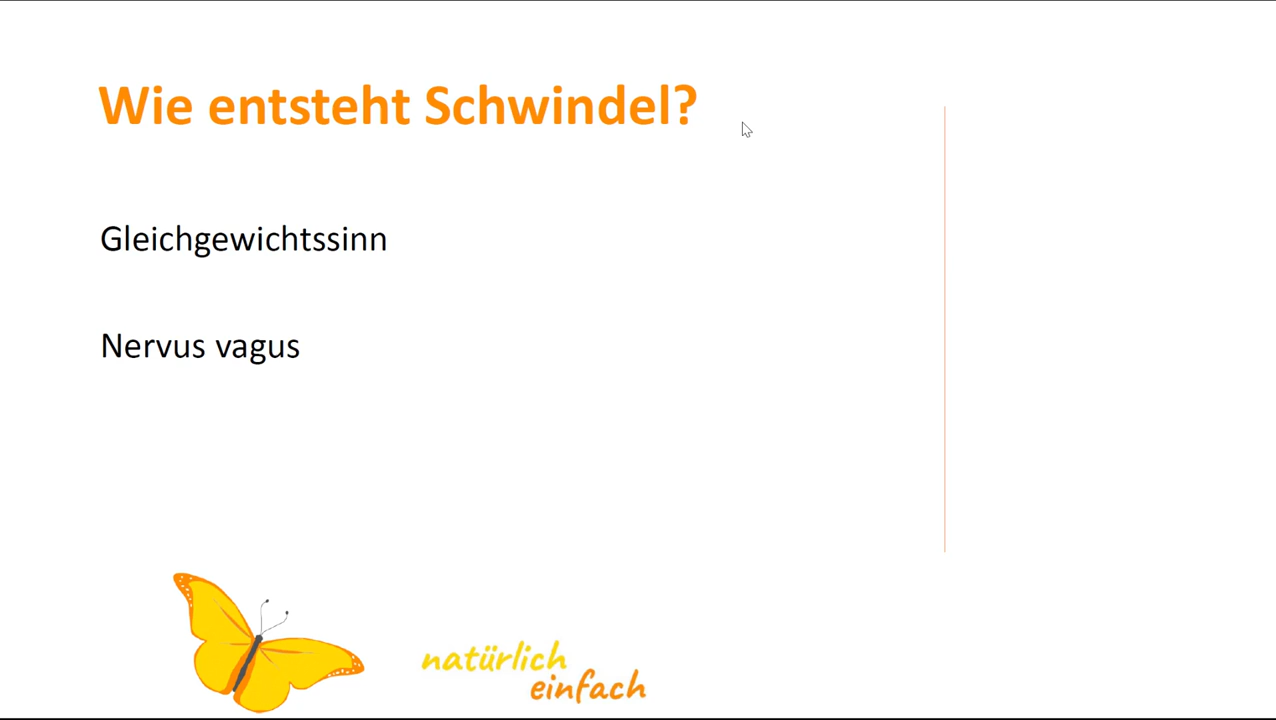 Wie entsteht Schwindel?
Gleichgewichtssinn
Nervus vagus
natürlich
einfach